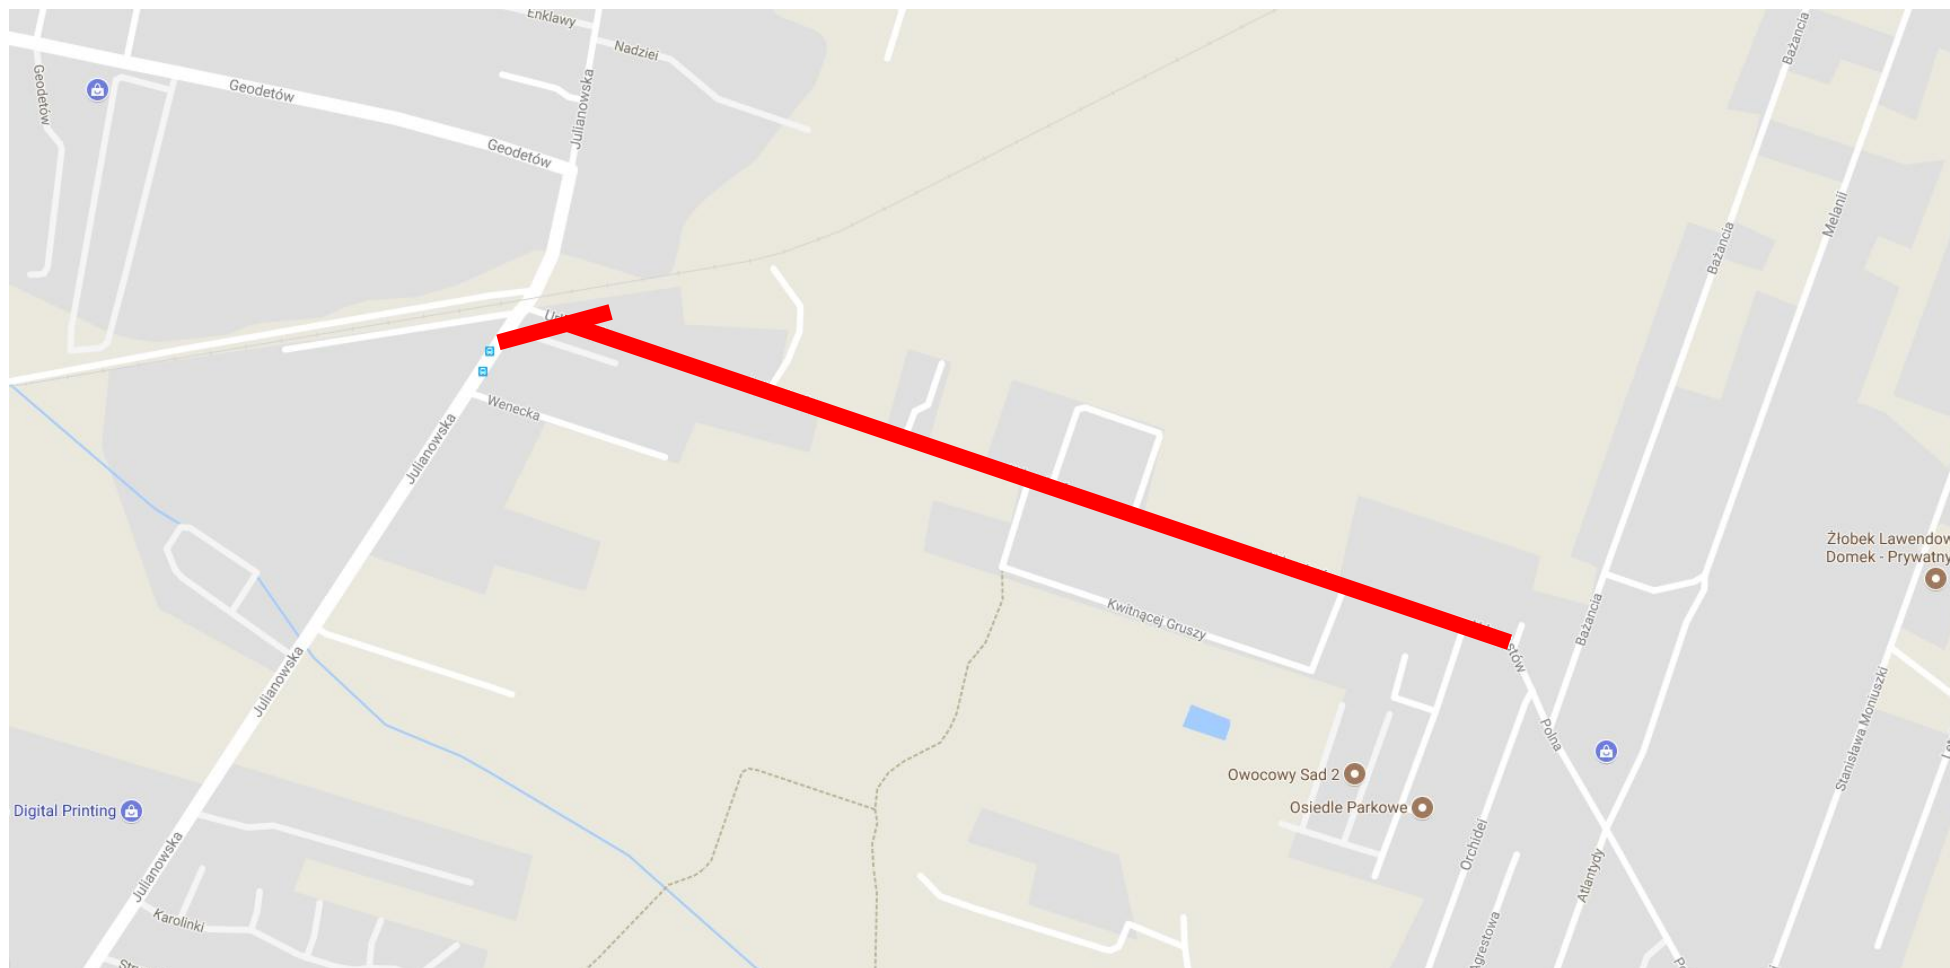 Enklawy
Nadziei
Julianowska
Geodetów
Geodetów
Geodetów
Bażancia
Melanii
Bażancia
Wenecka
Julianowska
Żłobek Lawendow
Domek - Prywatny
Kwitnącej Gruszy
Bażancia
stów
Julianowska
Polna
Stanisława Moniuszki
Owocowy Sad 2
Osiedle Parkowe
Digital Printing
Orchidei
Julianowska
Atlantydy
Karolinki
Agrestowa